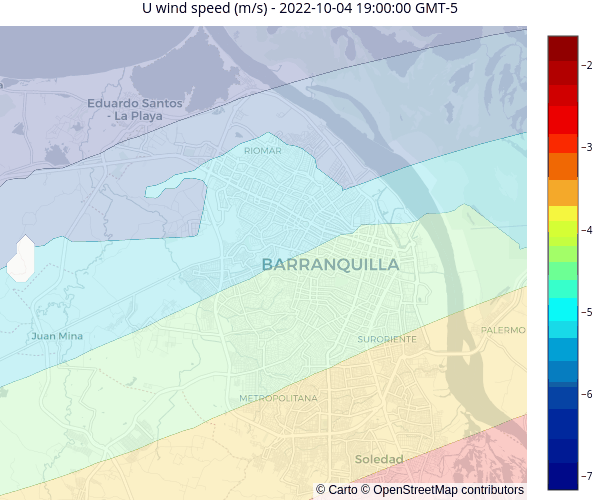 U wind speed (m/s) - 2022-10-04 19:00:00 GMT-5
Eduardo Santos
- La Playa
RIOMAR
BARRANQUILLA
Juan Mina
SURORIENTE
PALERMO
METROPOLITANA
Soledad
© Carto © OpenStreetMap contributors
−2
−3
−4
−5
−6
−7